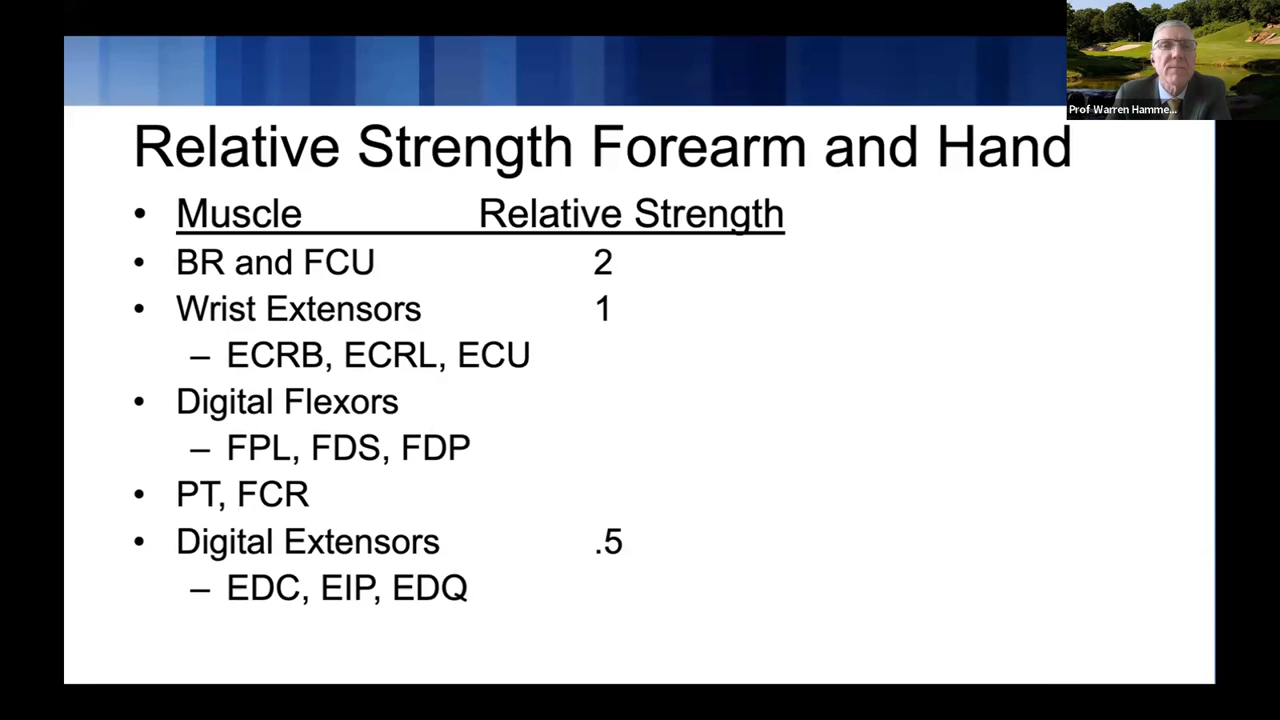 Prof Warren Hamme...
Relative Strength Forearm and Hand
• Muscle Relative Strength
• BR and FCU 2
• Wrist Extensors 1
– ECRB, ECRL, ECU
• Digital Flexors
– FPL, FDS, FDP
• PT, FCR
• Digital Extensors .5
– EDC, EIP, EDQ